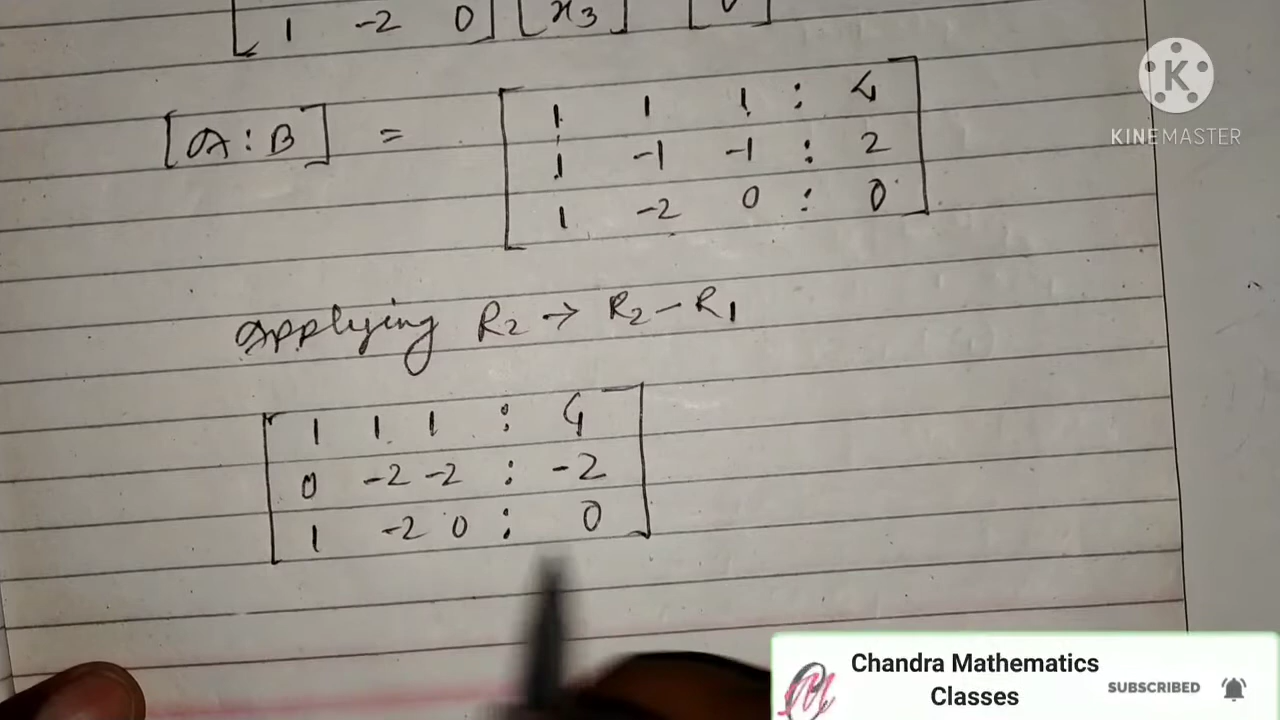 1 -2 0 x3 0
[A : B] = 1 1 1 : 4
1 -1 -1 : 2
1 -2 0 : 0
KINEMASTER
applying R2 → R2 - R1
1 1 1 : 4
0 -2 -2 : -2
1 -2 0 : 0
Chandra Mathematics
Classes
SUBSCRIBED